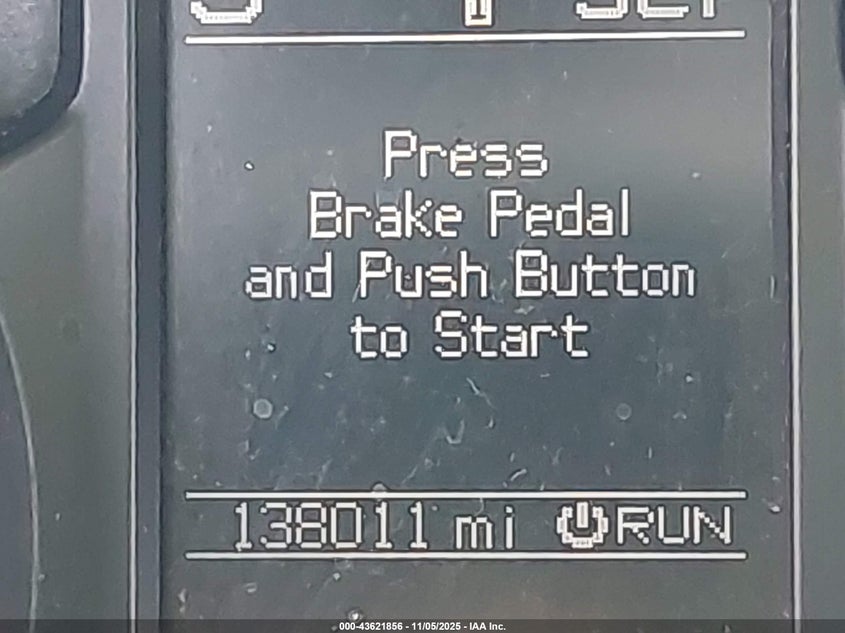 Press
Brake Pedal
and Push Button
to Start
138011 mi RUN
000-43621856 - 11/05/2025 - IAA Inc.